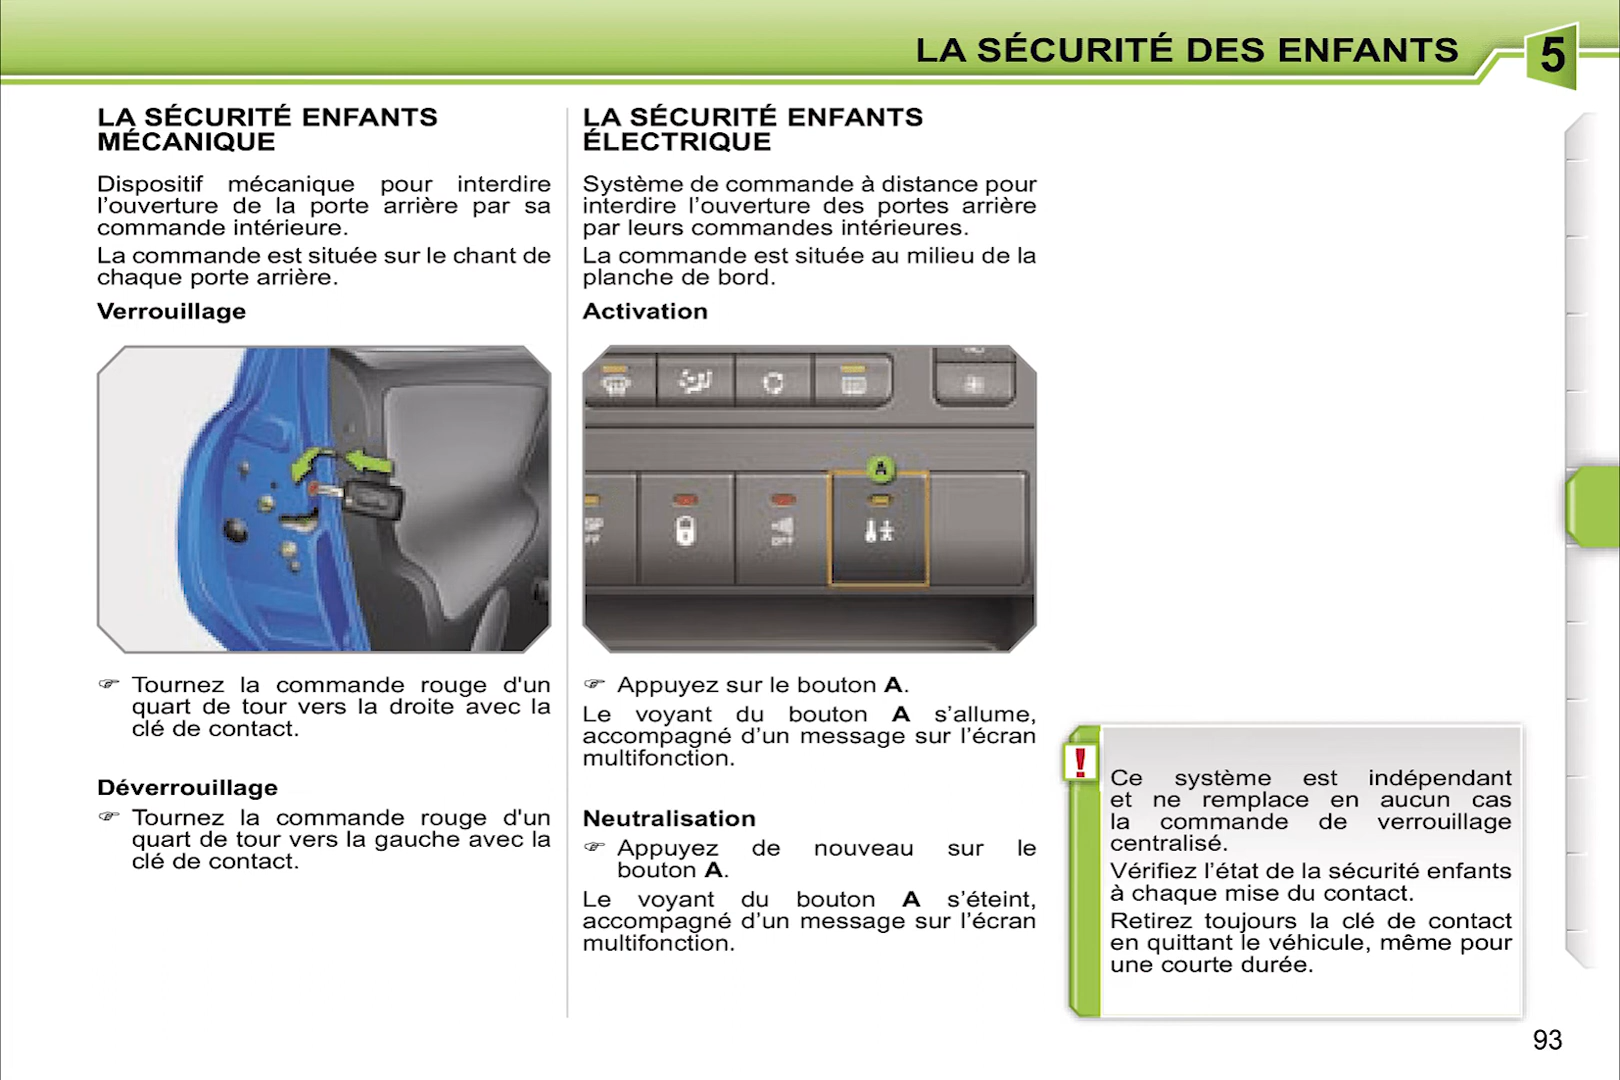 LA SÉCURITÉ DES ENFANTS
5
LA SÉCURITÉ ENFANTS
MÉCANIQUE
Dispositif mécanique pour interdire
l’ouverture de la porte arrière par sa
commande intérieure.
La commande est située sur le chant de
chaque porte arrière.
Verrouillage
☞ Tournez la commande rouge d'un
quart de tour vers la droite avec la
clé de contact.
Déverrouillage
☞ Tournez la commande rouge d'un
quart de tour vers la gauche avec la
clé de contact.
LA SÉCURITÉ ENFANTS
ÉLECTRIQUE
Système de commande à distance pour
interdire l’ouverture des portes arrière
par leurs commandes intérieures.
La commande est située au milieu de la
planche de bord.
Activation
A
OFF
☞ Appuyez sur le bouton A.
Le voyant du bouton A s’allume,
accompagné d’un message sur l’écran
multifonction.
Neutralisation
☞ Appuyez de nouveau sur le
bouton A.
Le voyant du bouton A s’éteint,
accompagné d’un message sur l’écran
multifonction.
!
Ce système est indépendant
et ne remplace en aucun cas
la commande de verrouillage
centralisé.
Vérifiez l’état de la sécurité enfants
à chaque mise du contact.
Retirez toujours la clé de contact
en quittant le véhicule, même pour
une courte durée.
93